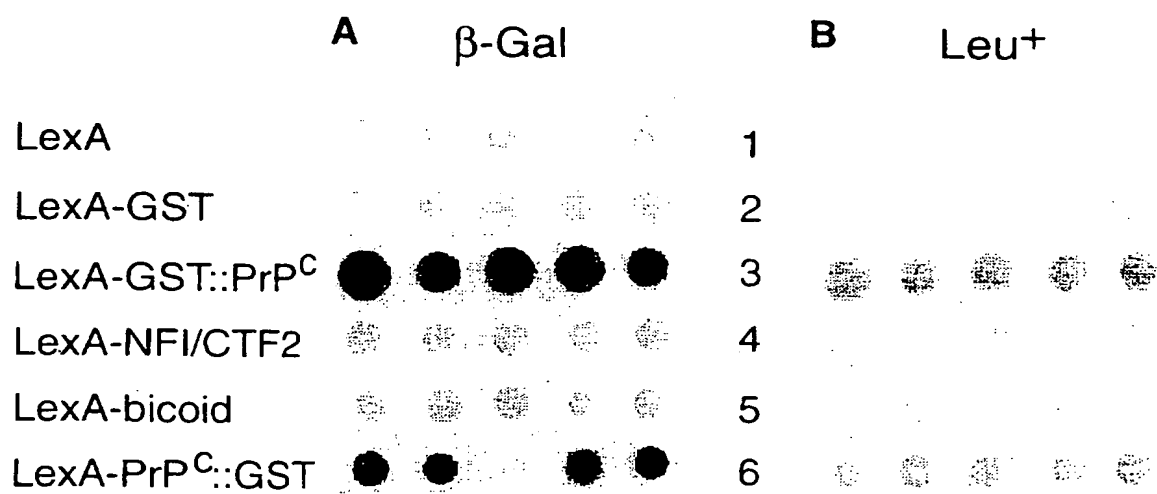 A β-Gal B Leu+
LexA 1
LexA-GST 2
LexA-GST::PrPC 3
LexA-NFI/CTF2 4
LexA-bicoid 5
LexA-PrPC::GST 6